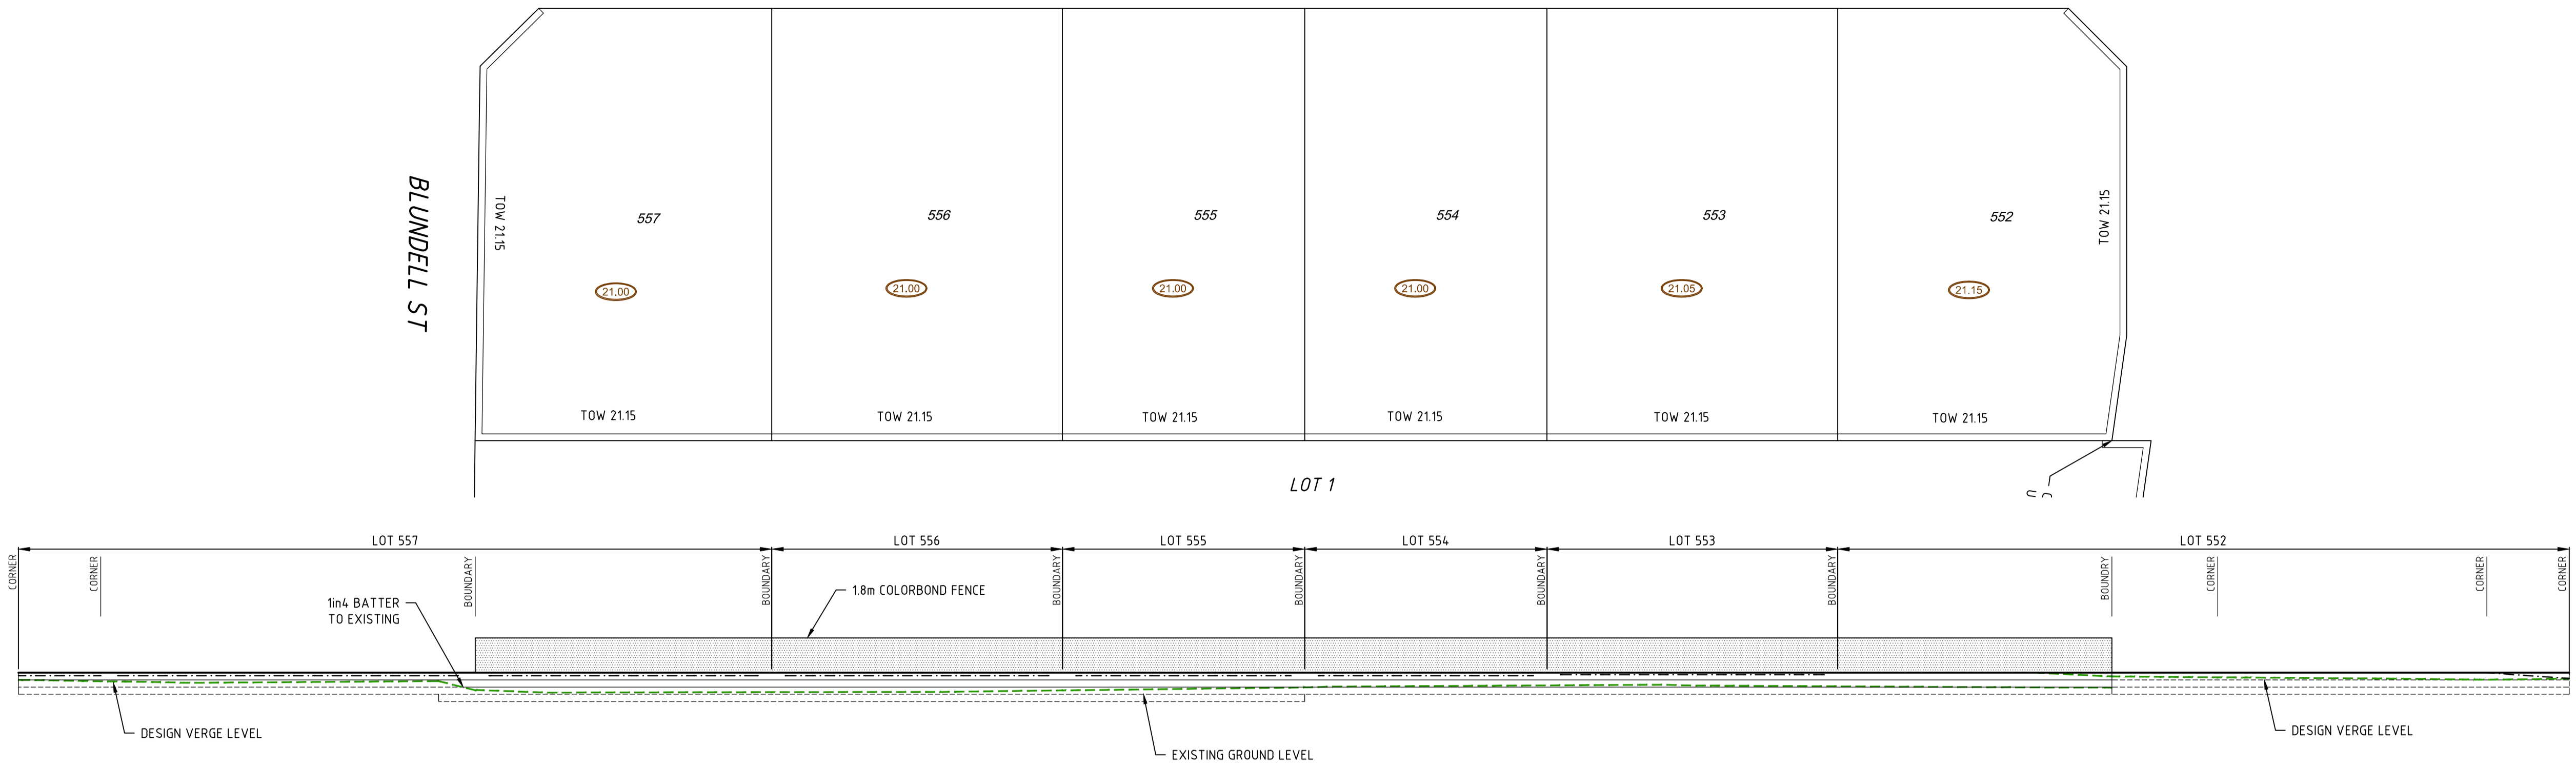 BLUNDELL ST
TOW 21.15
557
556
555
554
553
552
TOW 21.15
21.00
21.00
21.00
21.00
21.05
21.15
TOW 21.15
TOW 21.15
TOW 21.15
TOW 21.15
TOW 21.15
TOW 21.15
LOT 1
LOT 557
LOT 556
LOT 555
LOT 554
LOT 553
LOT 552
CORNER
CORNER
BOUNDARY
BOUNDARY
BOUNDARY
BOUNDARY
BOUNDARY
BOUNDARY
BOUNDRY
CORNER
CORNER
CORNER
1in4 BATTER
TO EXISTING
1.8m COLORBOND FENCE
DESIGN VERGE LEVEL
EXISTING GROUND LEVEL
DESIGN VERGE LEVEL